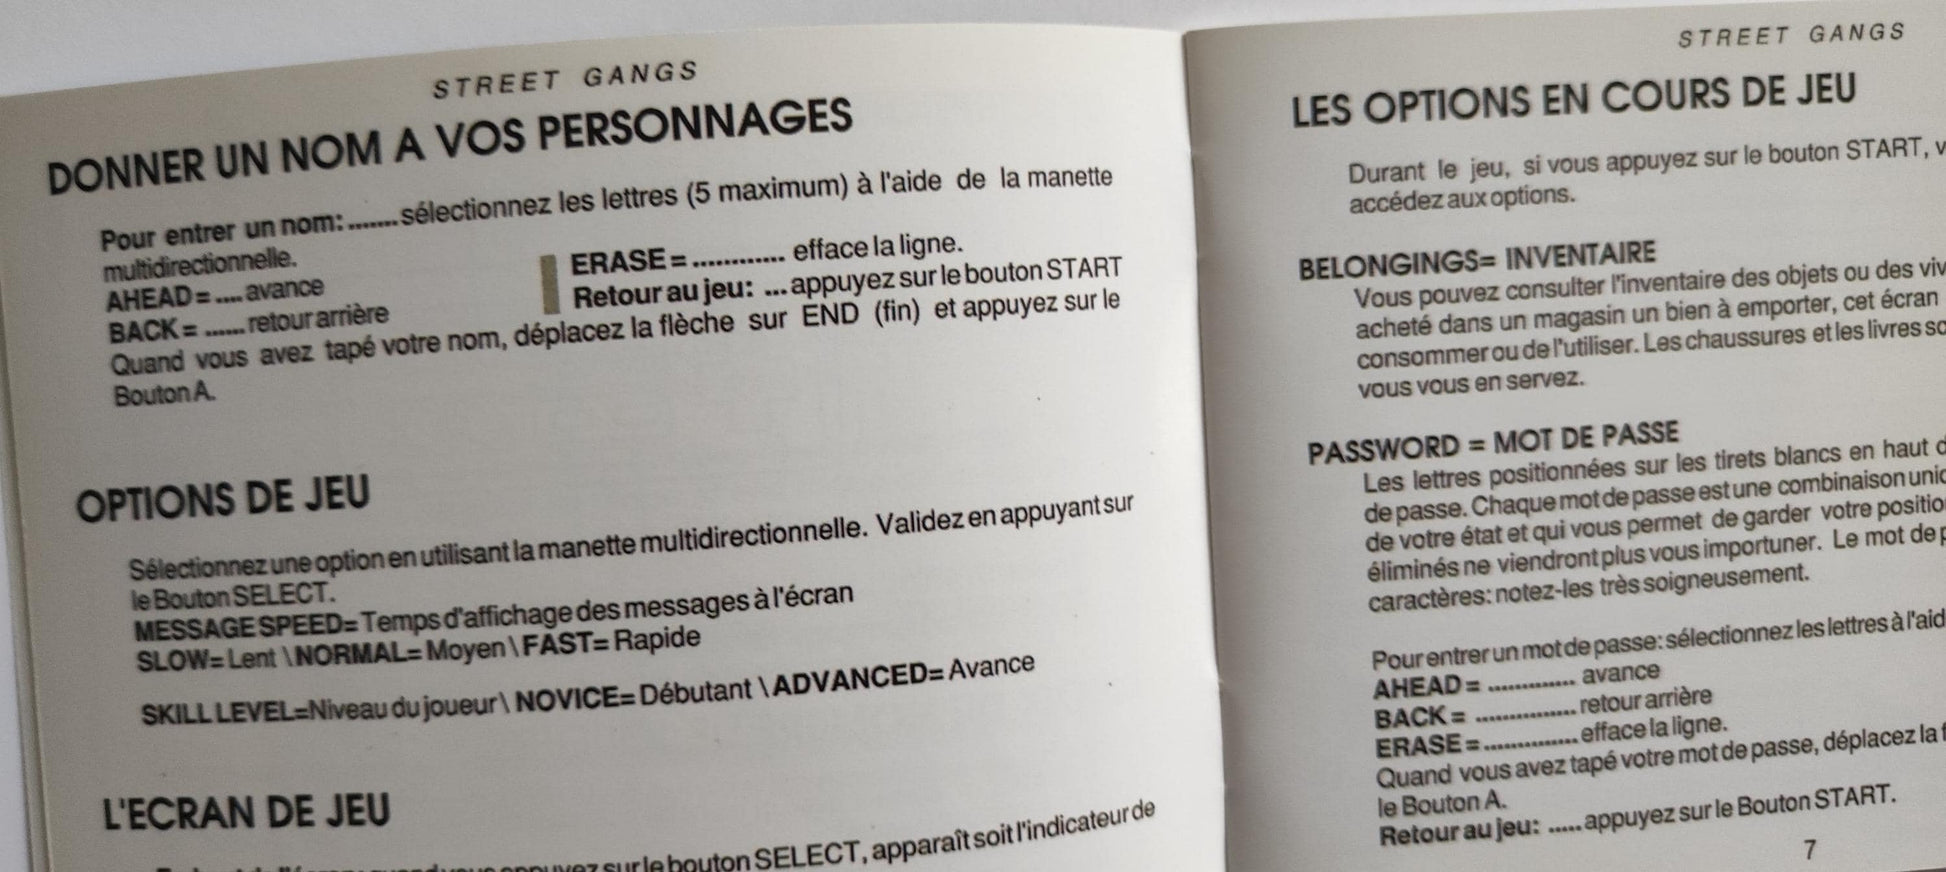 STREET GANGS
DONNER UN NOM A VOS PERSONNAGES
Pour entrer un nom: .......sélectionnez les lettres (5 maximum) à l'aide de la manette
multidirectionnelle.
AHEAD = .... avance
BACK = ...... retour arrière
ERASE = ............ efface la ligne.
Retour au jeu: ... appuyez sur le bouton START
Quand vous avez tapé votre nom, déplacez la flèche sur END (fin) et appuyez sur le
Bouton A.
OPTIONS DE JEU
Sélectionnez une option en utilisant la manette multidirectionnelle. Validez en appuyant sur
le Bouton SELECT.
MESSAGE SPEED= Temps d'affichage des messages à l'écran
SLOW= Lent \ NORMAL= Moyen \ FAST= Rapide
SKILL LEVEL=Niveau du joueur \ NOVICE= Débutant \ ADVANCED= Avance
L'ECRAN DE JEU
appuyez sur le bouton SELECT, apparaît soit l'indicateur de
STREET GANGS
LES OPTIONS EN COURS DE JEU
Durant le jeu, si vous appuyez sur le bouton START, v
accédez aux options.
BELONGINGS= INVENTAIRE
Vous pouvez consulter l'inventaire des objets ou des viv
acheté dans un magasin un bien à emporter, cet écran
consommer ou de l'utiliser. Les chaussures et les livres so
vous vous en servez.
PASSWORD = MOT DE PASSE
Les lettres positionnées sur les tirets blancs en haut d
de passe. Chaque mot de passe est une combinaison uniq
de votre état et qui vous permet de garder votre positio
éliminés ne viendront plus vous importuner. Le mot de p
caractères: notez-les très soigneusement.
Pour entrer un mot de passe: sélectionnez les lettres à l'aid
AHEAD = ............. avance
BACK = ............... retour arrière
ERASE = .............. efface la ligne.
Quand vous avez tapé votre mot de passe, déplacez la f
le Bouton A.
Retour au jeu: ..... appuyez sur le Bouton START.
7